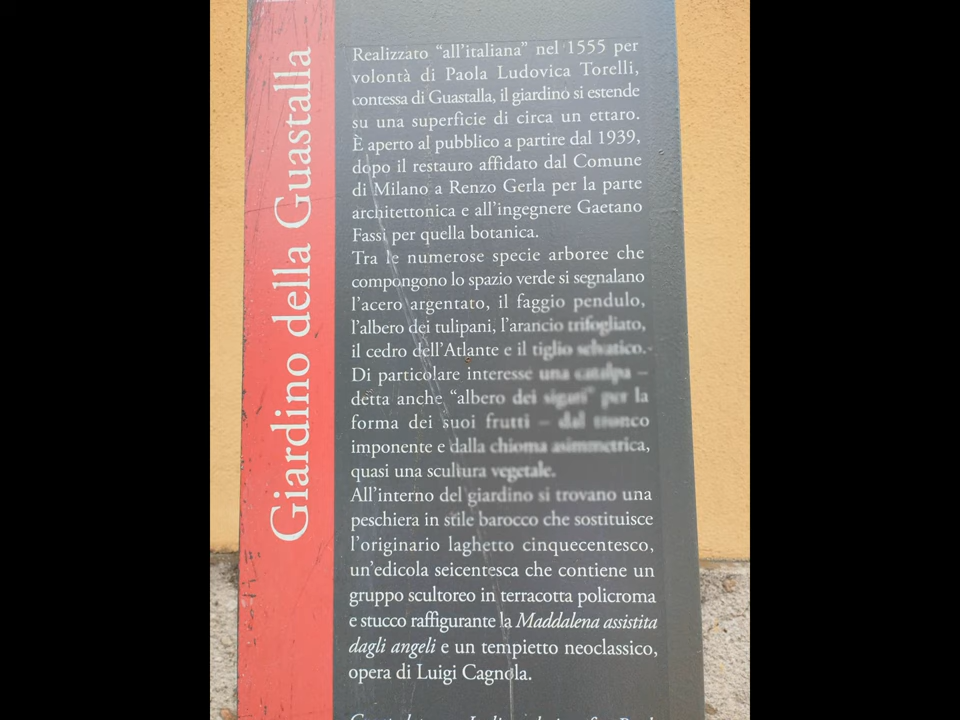 Giardino della Guastalla
Realizzato “all’italiana” nel 1555 per
volontà di Paola Ludovica Torelli,
contessa di Guastalla, il giardino si estende
su una superficie di circa un ettaro.
È aperto al pubblico a partire dal 1939,
dopo il restauro affidato dal Comune
di Milano a Renzo Gerla per la parte
architettonica e all’ingegnere Gaetano
Fassi per quella botanica.
Tra le numerose specie arboree che
compongono lo spazio verde si segnalano
l’acero argentato, il faggio pendulo,
l’albero dei tulipani, l’arancio trifogliato,
il cedro dell’Atlante e il tiglio selvatico.
Di particolare interesse una catalpa –
detta anche “albero dei sigari” per la
forma dei suoi frutti – dal tronco
imponente e dalla chioma asimmetrica,
quasi una scultura vegetale.
All’interno del giardino si trovano una
peschiera in stile barocco che sostituisce
l’originario laghetto cinquecentesco,
un’edicola seicentesca che contiene un
gruppo scultoreo in terracotta policroma
e stucco raffigurante la Maddalena assistita
dagli angeli e un tempietto neoclassico,
opera di Luigi Cagnola.